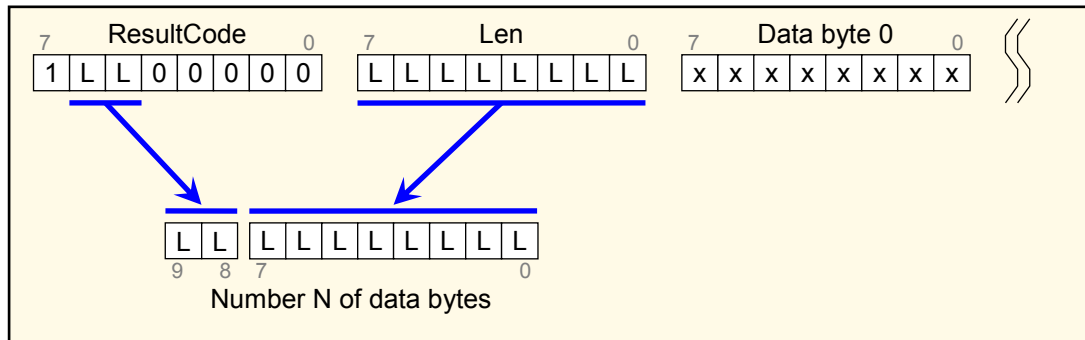 ResultCode Len Data byte 0
7 0 7 0 7 0
1 L L 0 0 0 0 0 L L L L L L L L x x x x x x x x
L L L L L L L L L L
9 8 7 0
Number N of data bytes